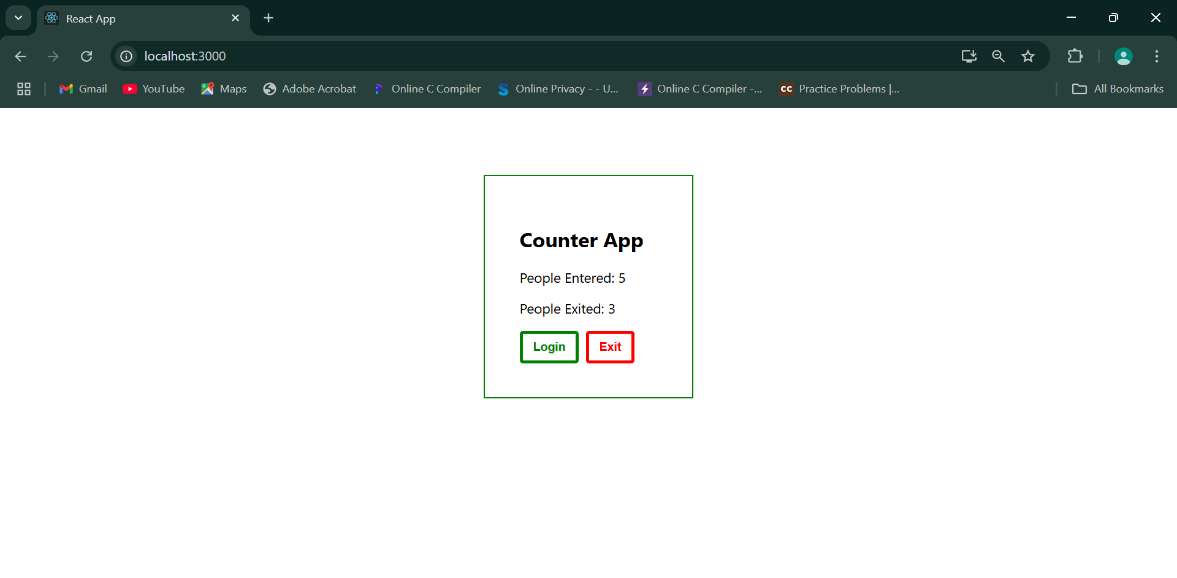 React App
localhost:3000
Gmail YouTube Maps Adobe Acrobat Online C Compiler Online Privacy - - U... Online C Compiler -... CC Practice Problems |... All Bookmarks
Counter App
People Entered: 5
People Exited: 3
Login Exit